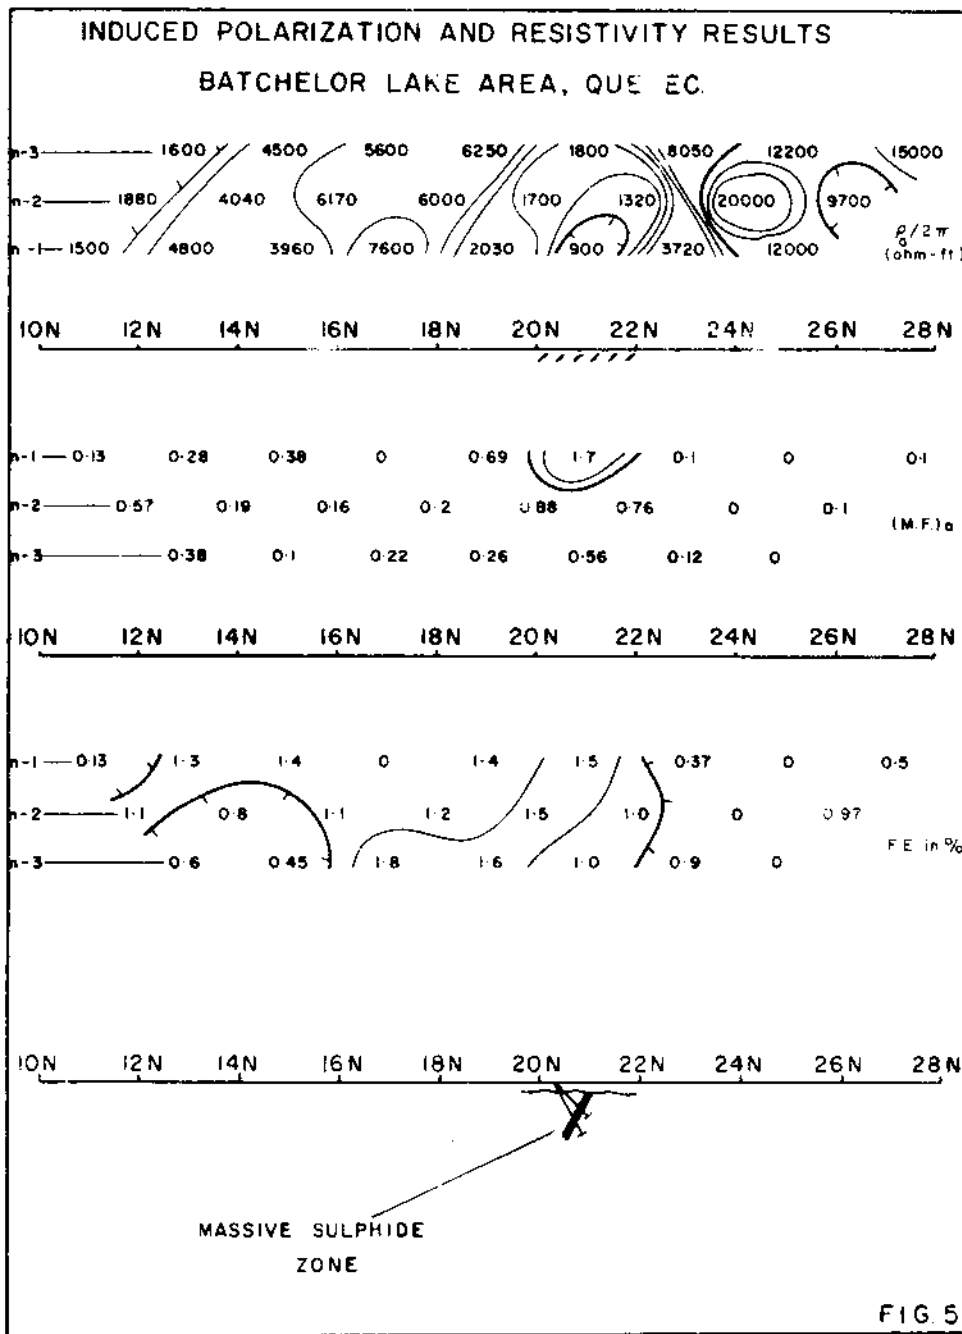 INDUCED POLARIZATION AND RESISTIVITY RESULTS
BATCHELOR LAKE AREA, QUE EC.
n-3 1600 4500 5600 6250 1800 8050 12200 15000
n-2 1880 4040 6170 6000 1700 1320 20000 9700
n-1 1500 4800 3960 7600 2030 900 3720 12000
ρa/2π
(ohm-ft)
10N 12N 14N 16N 18N 20N 22N 24N 26N 28N
n-1 0·13 0·28 0·38 0 0·69 1·7 0·1 0 0·1
n-2 0·57 0·19 0·16 0·2 0·88 0·76 0 0·1
(M.F.)a
n-3 0·38 0·1 0·22 0·26 0·56 0·12 0
10N 12N 14N 16N 18N 20N 22N 24N 26N 28N
n-1 0·13 1·3 1·4 0 1·4 1·5 0·37 0 0·5
n-2 1·1 0·8 1·1 1·2 1·5 1·0 0 0·97
F E in %
n-3 0·6 0·45 1·8 1·6 1·0 0·9 0
10N 12N 14N 16N 18N 20N 22N 24N 26N 28N
MASSIVE SULPHIDE
ZONE
FIG. 5